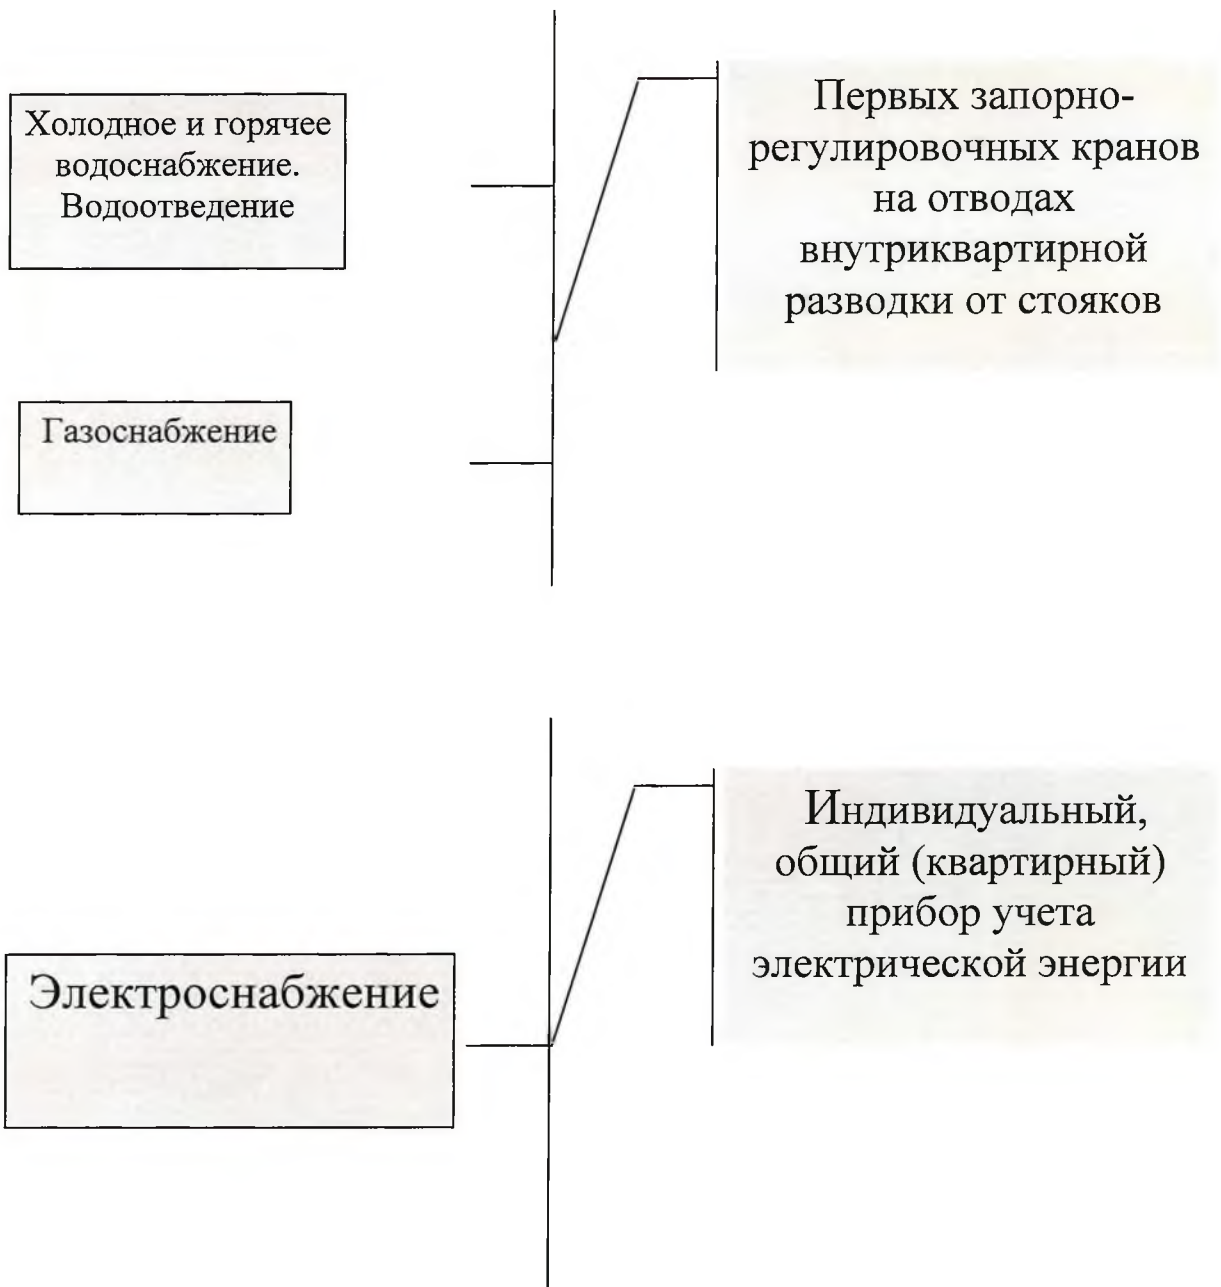 Холодное и горячее
водоснабжение.
Водоотведение
Первых запорно-
регулировочных кранов
на отводах
внутриквартирной
разводки от стояков
Газоснабжение
Индивидуальный,
общий (квартирный)
прибор учета
электрической энергии
Электроснабжение